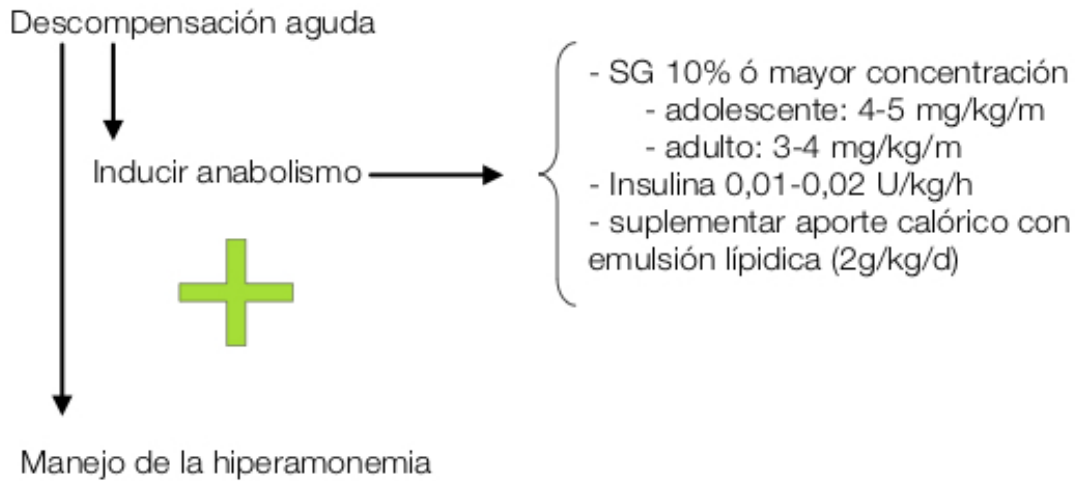 Descompensación aguda
Inducir anabolismo
- SG 10% ó mayor concentración
- adolescente: 4-5 mg/kg/m
- adulto: 3-4 mg/kg/m
- Insulina 0,01-0,02 U/kg/h
- suplementar aporte calórico con
emulsión lípidica (2g/kg/d)
Manejo de la hiperamonemia